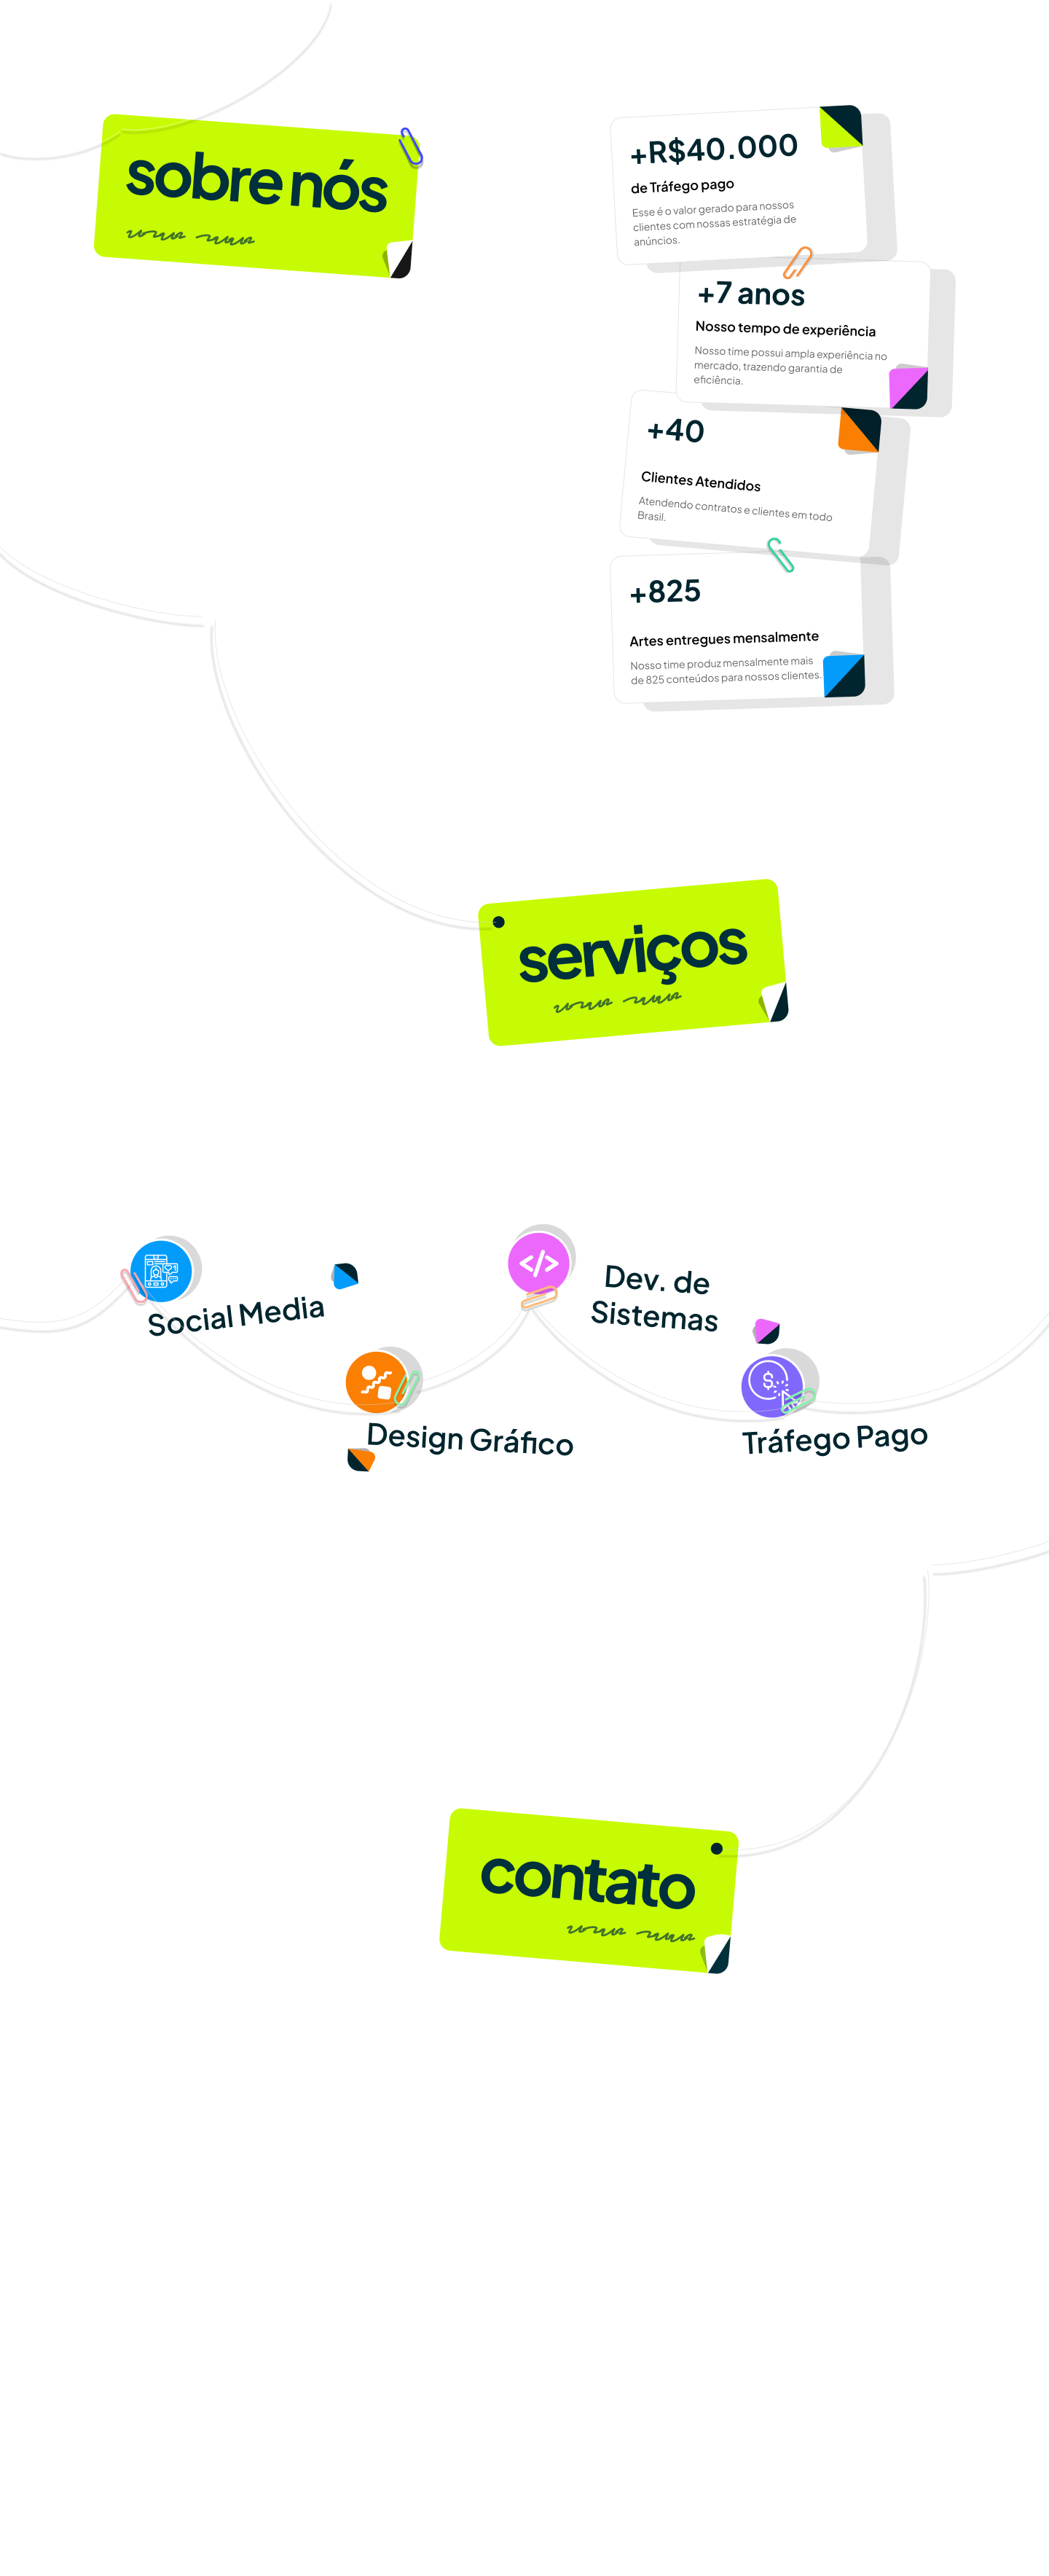 sobre nós
+R$40.000
de Tráfego pago
Esse é o valor gerado para nossos
clientes com nossas estratégia de
anúncios.
+7 anos
Nosso tempo de experiência
Nosso time possui ampla experiência no
mercado, trazendo garantia de
eficiência.
+40
Clientes Atendidos
Atendendo contratos e clientes em todo
Brasil.
+825
Artes entregues mensalmente
Nosso time produz mensalmente mais
de 825 conteúdos para nossos clientes.
serviços
Social Media
Dev. de
Sistemas
Design Gráfico
Tráfego Pago
contato